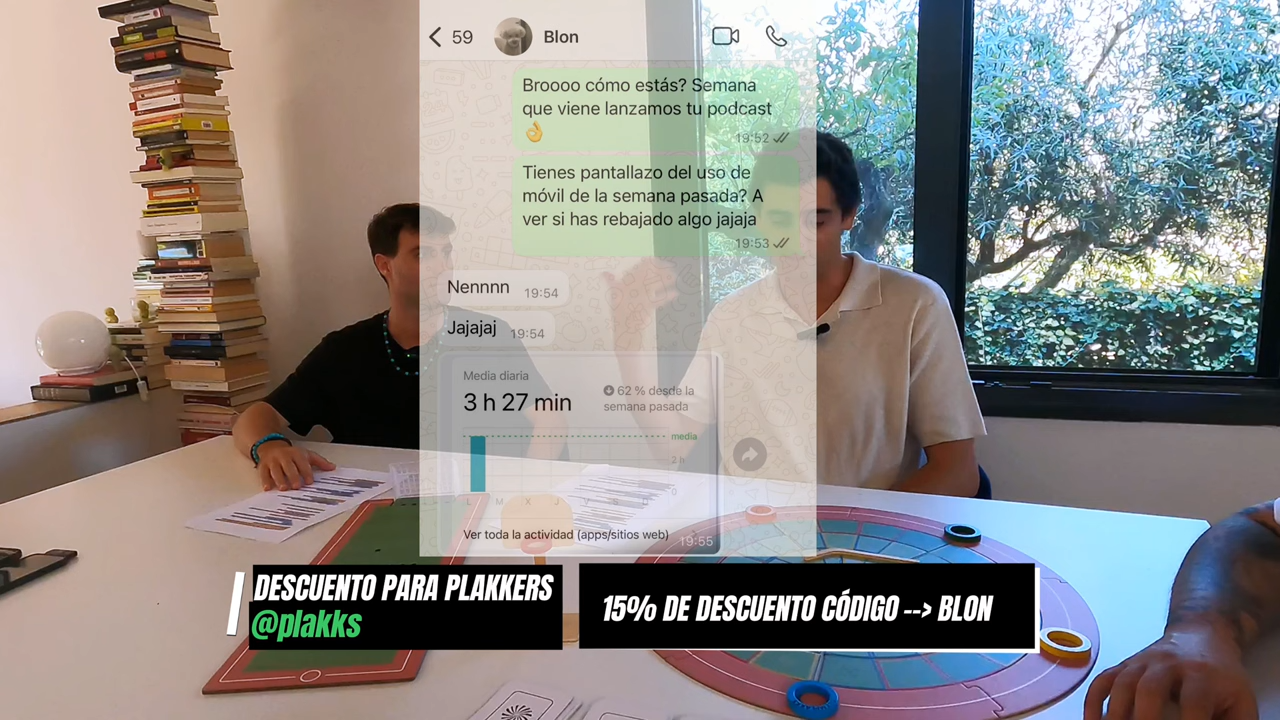 59
Blon
Broooo cómo estás? Semana
que viene lanzamos tu podcast
👌
19:52
Tienes pantallazo del uso de
móvil de la semana pasada? A
ver si has rebajado algo jajaja
19:53
Nennnn
19:54
Jajajaj
19:54
Media diaria
3 h 27 min
62 % desde la
semana pasada
media
2 h
0
L M X J V
Ver toda la actividad (apps/sitios web)
19:55
DESCUENTO PARA PLAKKERS
@plakks
15% DE DESCUENTO CÓDIGO --> BLON